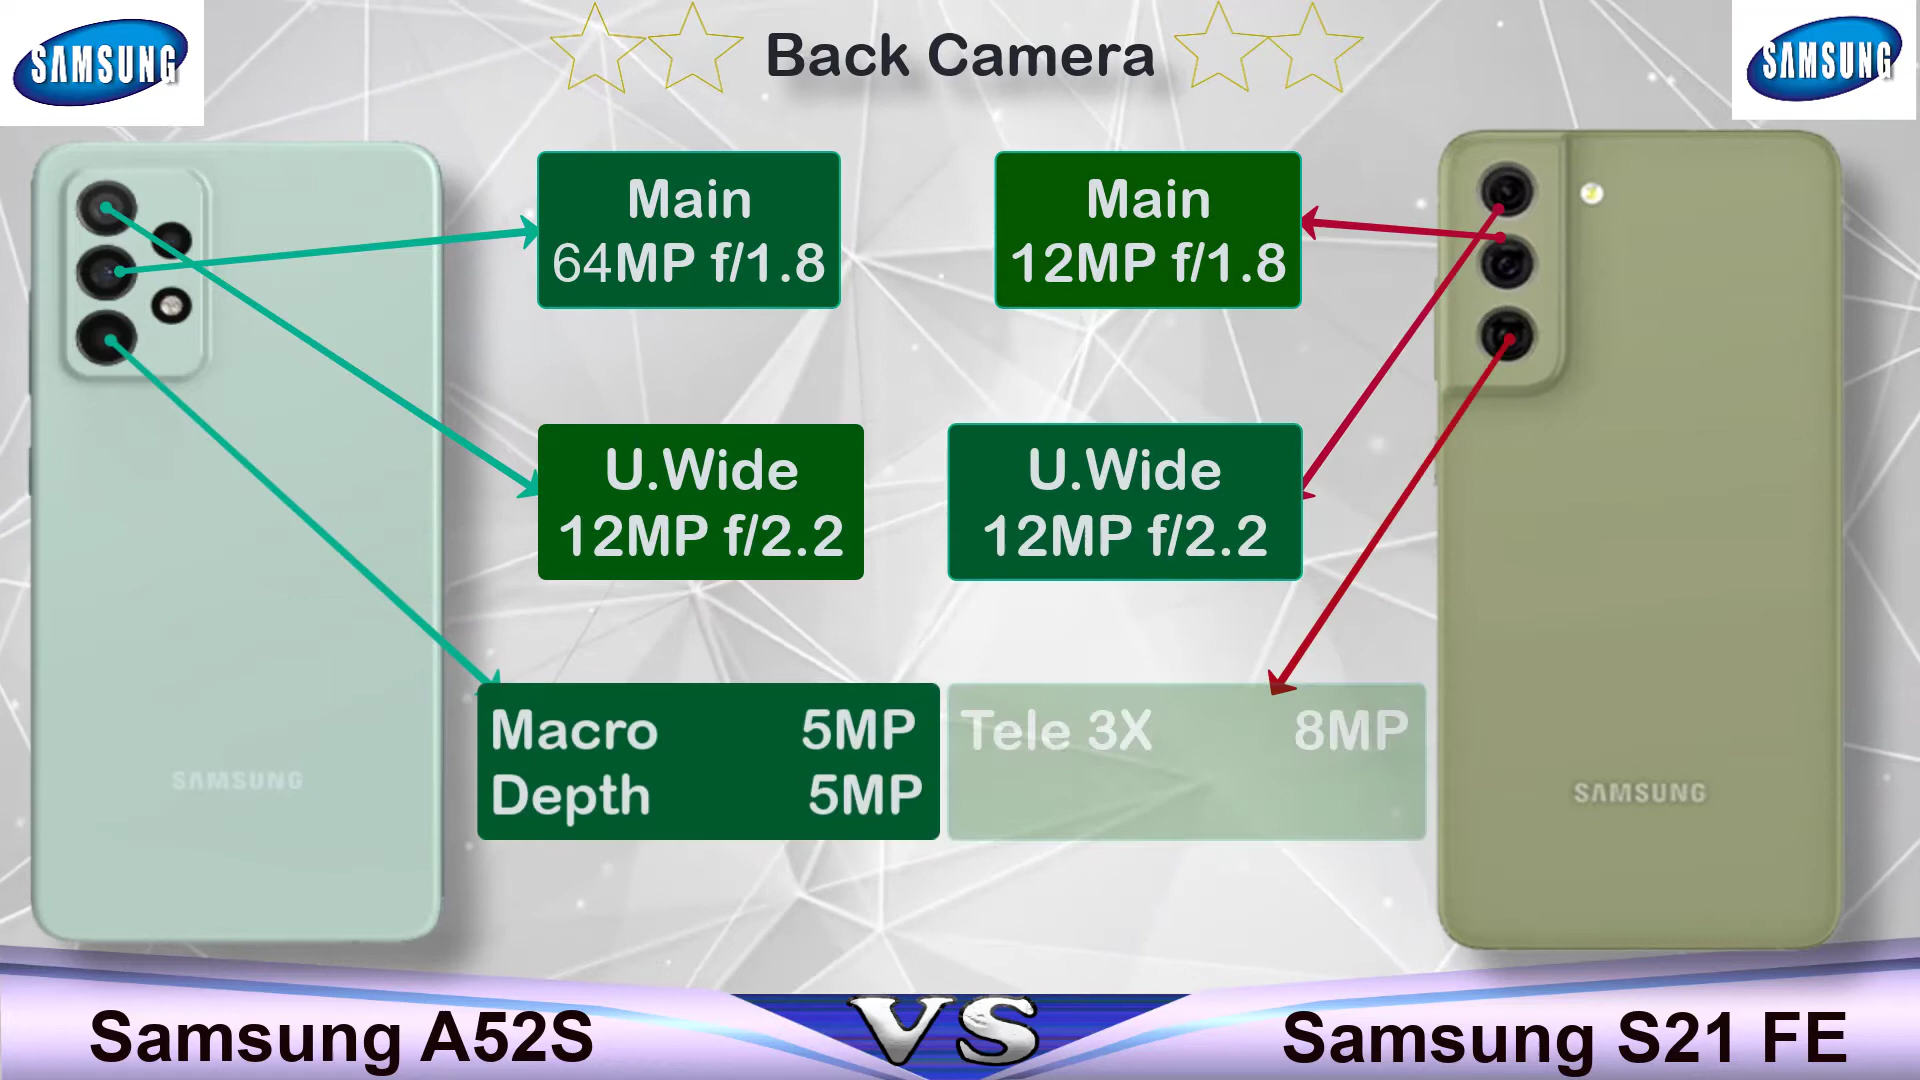 SAMSUNG
Back Camera
SAMSUNG
Main
64MP f/1.8
Main
12MP f/1.8
U.Wide
12MP f/2.2
U.Wide
12MP f/2.2
Macro 5MP
Depth 5MP
Tele 3X 8MP
SAMSUNG
SAMSUNG
Samsung A52S
VS
Samsung S21 FE